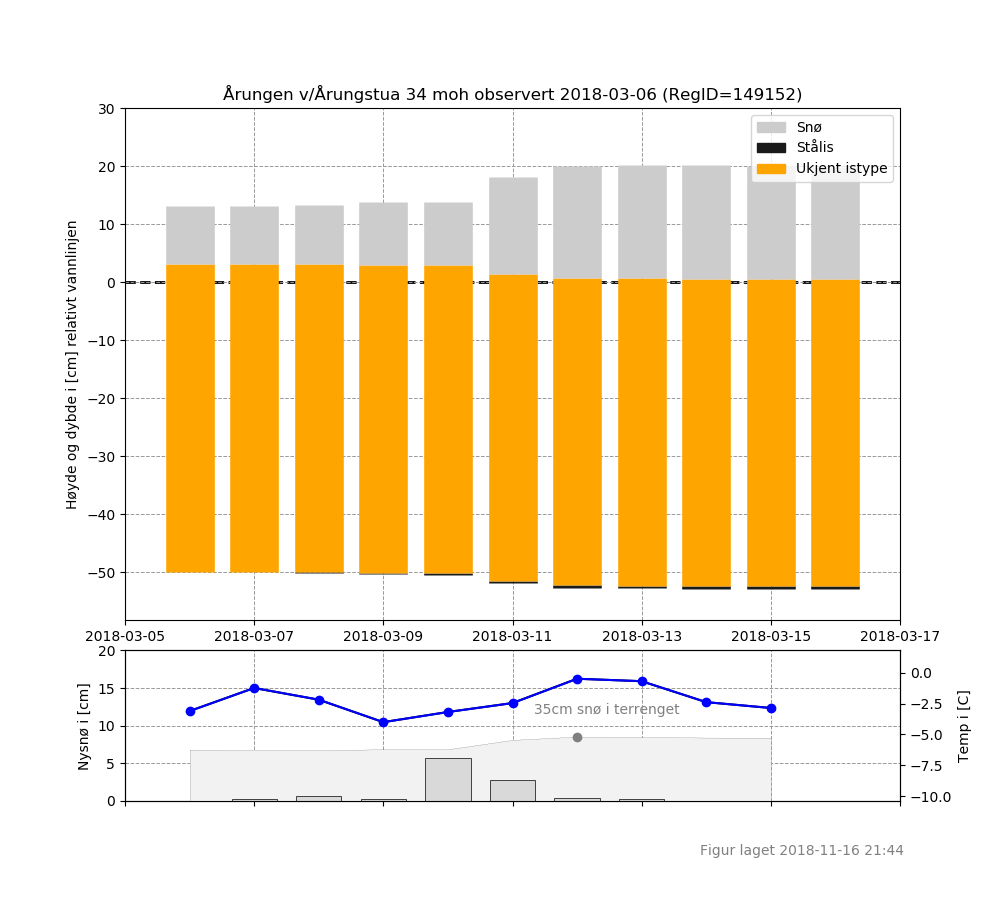 Årungen v/Årungstua 34 moh observert 2018-03-06 (RegID=149152)
Høyde og dybde i [cm] relativt vannlinjen
30
20
10
0
−10
−20
−30
−40
−50
Snø
Stålis
Ukjent istype
2018-03-05 2018-03-07 2018-03-09 2018-03-11 2018-03-13 2018-03-15 2018-03-17
Nysnø i [cm]
20
15
10
5
0
35cm snø i terrenget
0.0
−2.5
−5.0
−7.5
−10.0
Temp i [C]
Figur laget 2018-11-16 21:44